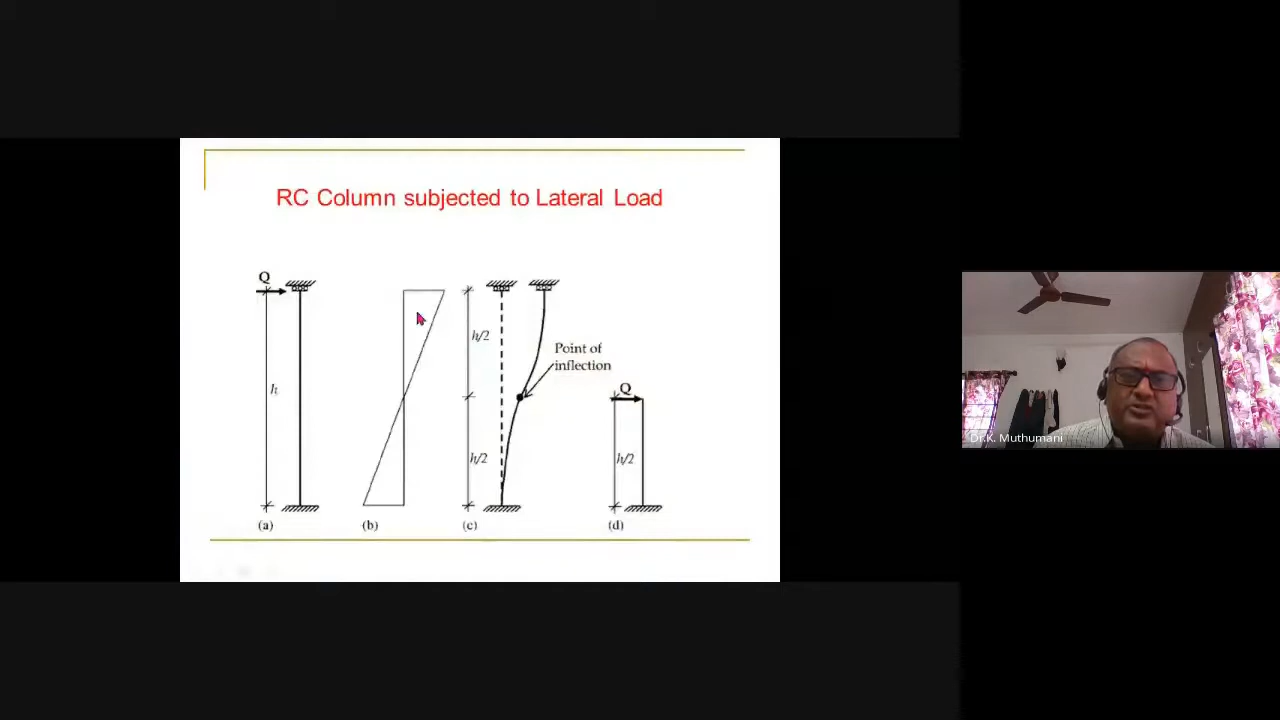 RC Column subjected to Lateral Load
Q
h
(a)
(b)
h/2
h/2
(c)
Point of
inflection
Q
h/2
(d)
Dr.K. Muthumani